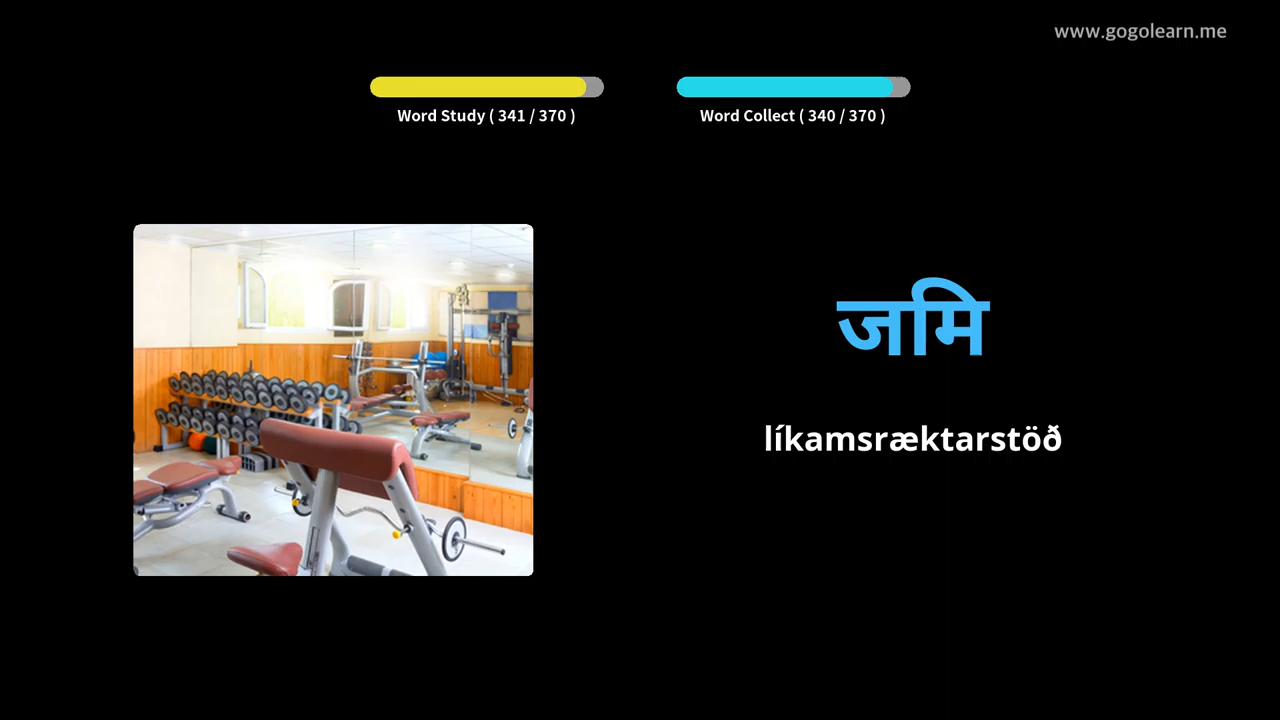 www.gogolearn.me
Word Study ( 341 / 370 )
Word Collect ( 340 / 370 )
जमि
líkamsræktarstöð